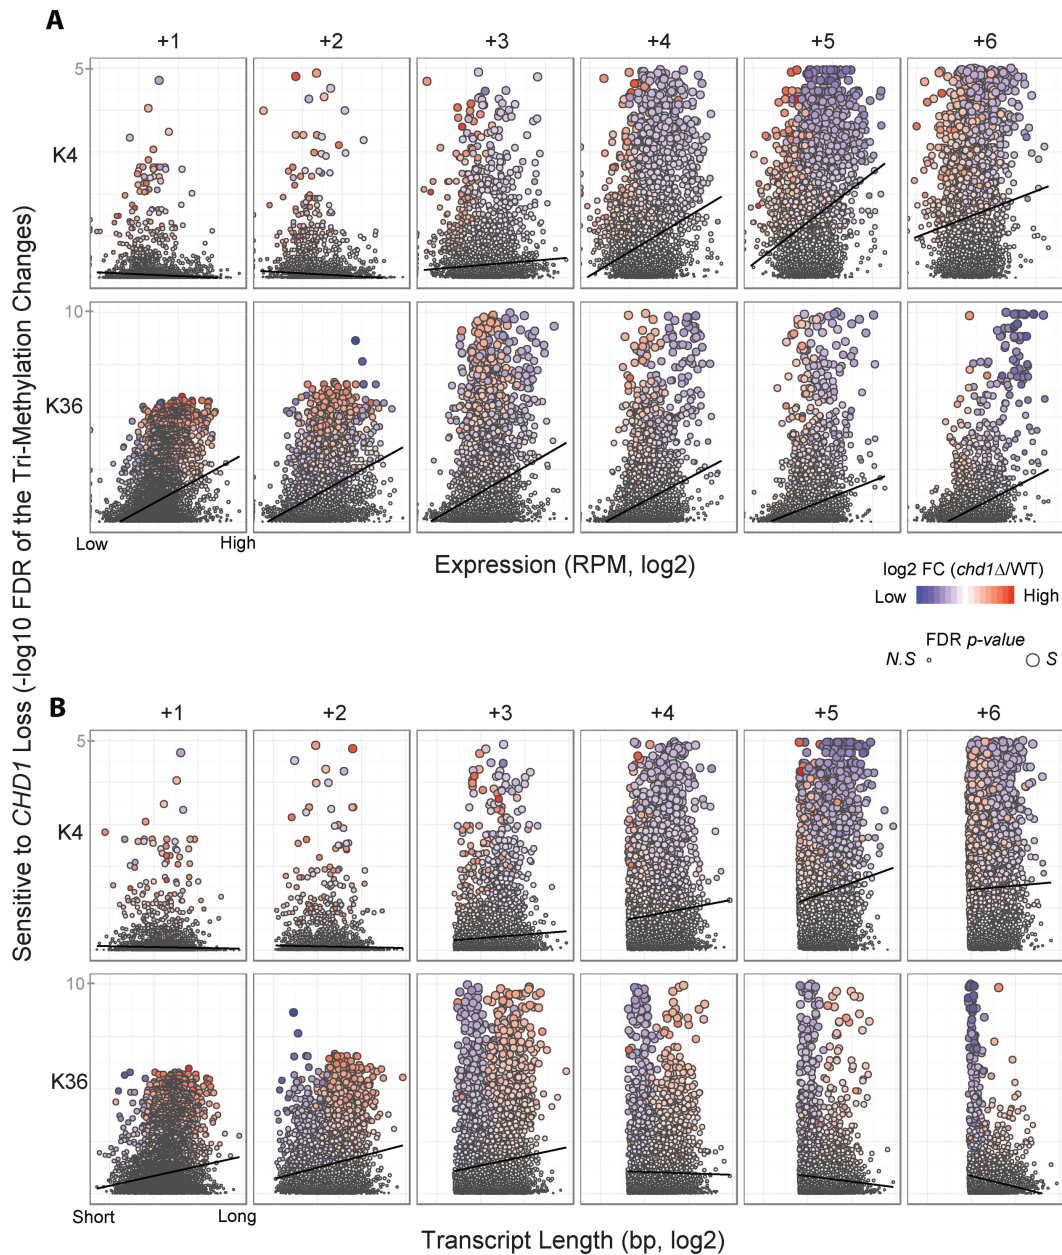 A
+1 +2 +3 +4 +5 +6
5
K4
10
K36
Low High
Expression (RPM, log2)
log2 FC (chd1Δ/WT)
Low High
FDR p-value
N.S S
Sensitive to CHD1 Loss (-log10 FDR of the Tri-Methylation Changes)
B
+1 +2 +3 +4 +5 +6
5
K4
10
K36
Short Long
Transcript Length (bp, log2)